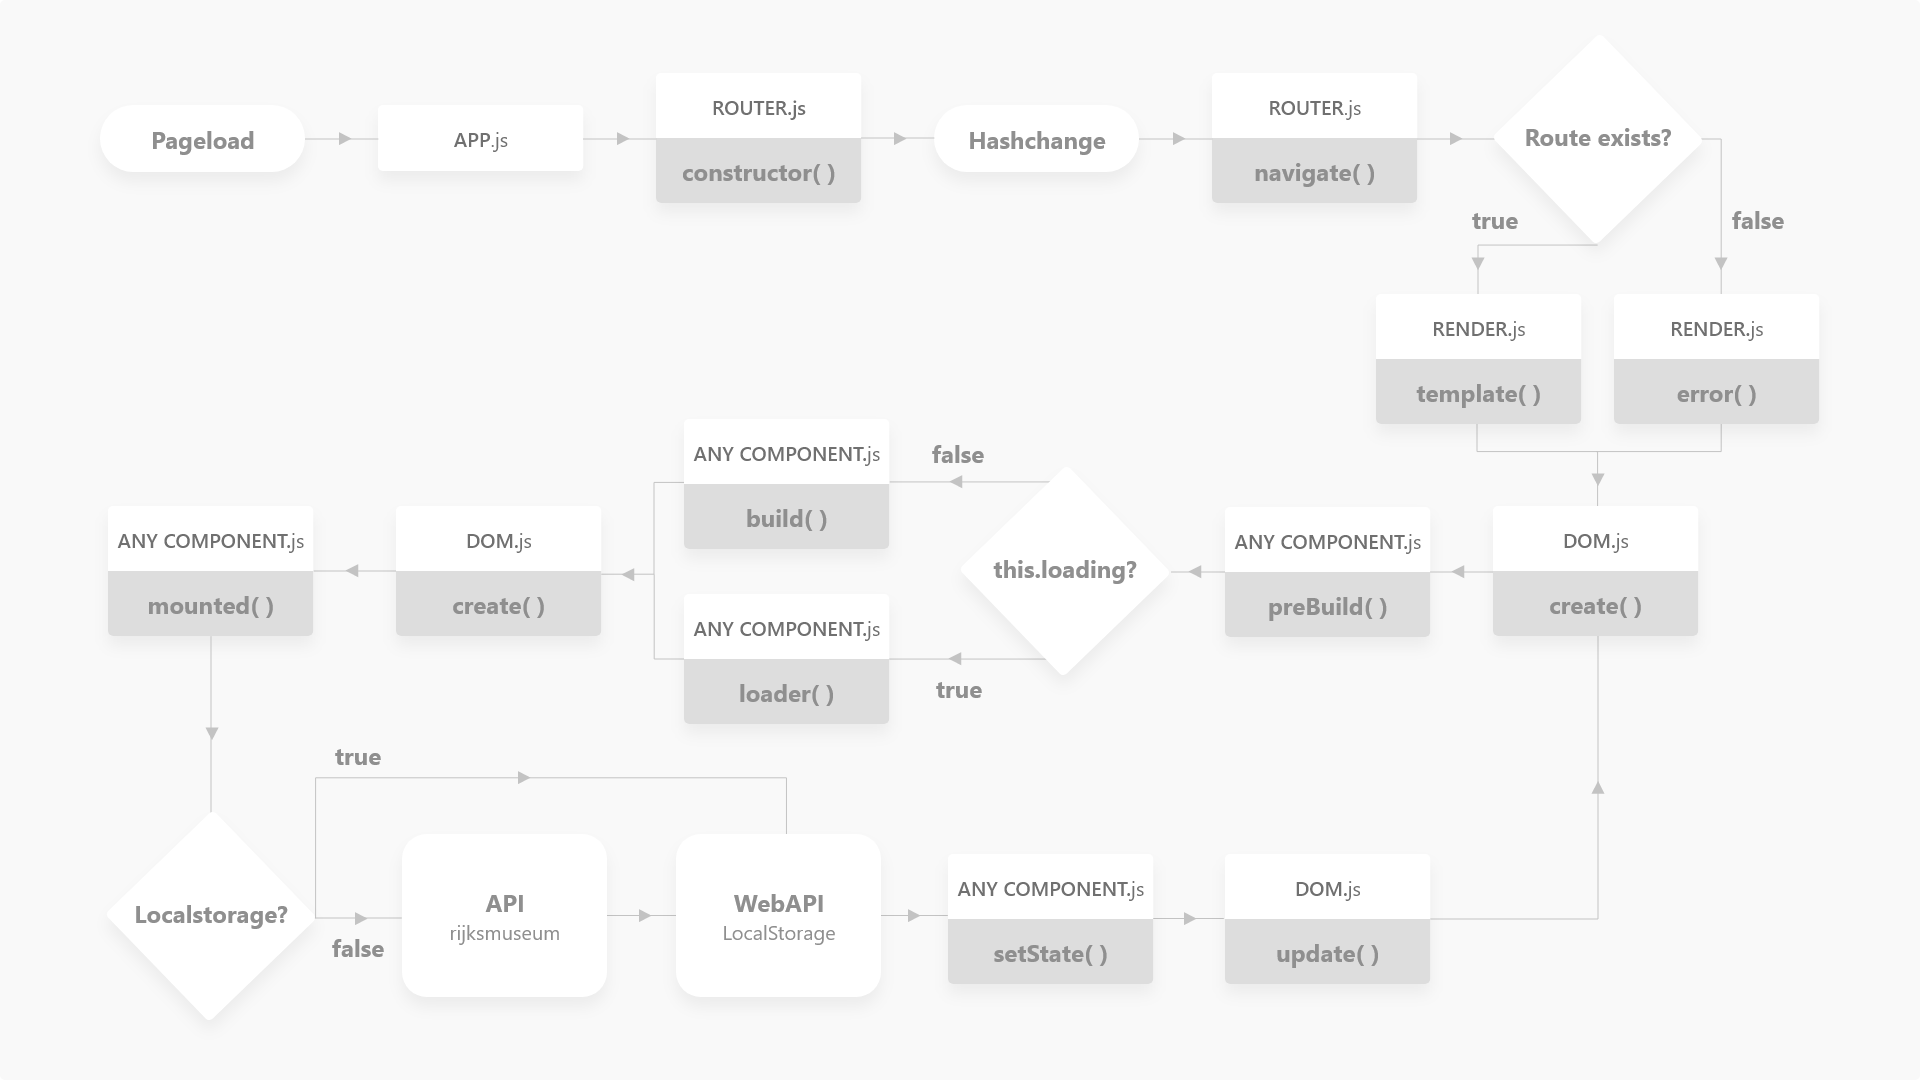 Pageload
APP.js
ROUTER.js
constructor( )
Hashchange
ROUTER.js
navigate( )
Route exists?
true
false
RENDER.js
template( )
RENDER.js
error( )
DOM.js
create( )
ANY COMPONENT.js
preBuild( )
this.loading?
false
ANY COMPONENT.js
build( )
true
ANY COMPONENT.js
loader( )
DOM.js
create( )
ANY COMPONENT.js
mounted( )
Localstorage?
true
false
API
rijksmuseum
WebAPI
LocalStorage
ANY COMPONENT.js
setState( )
DOM.js
update( )